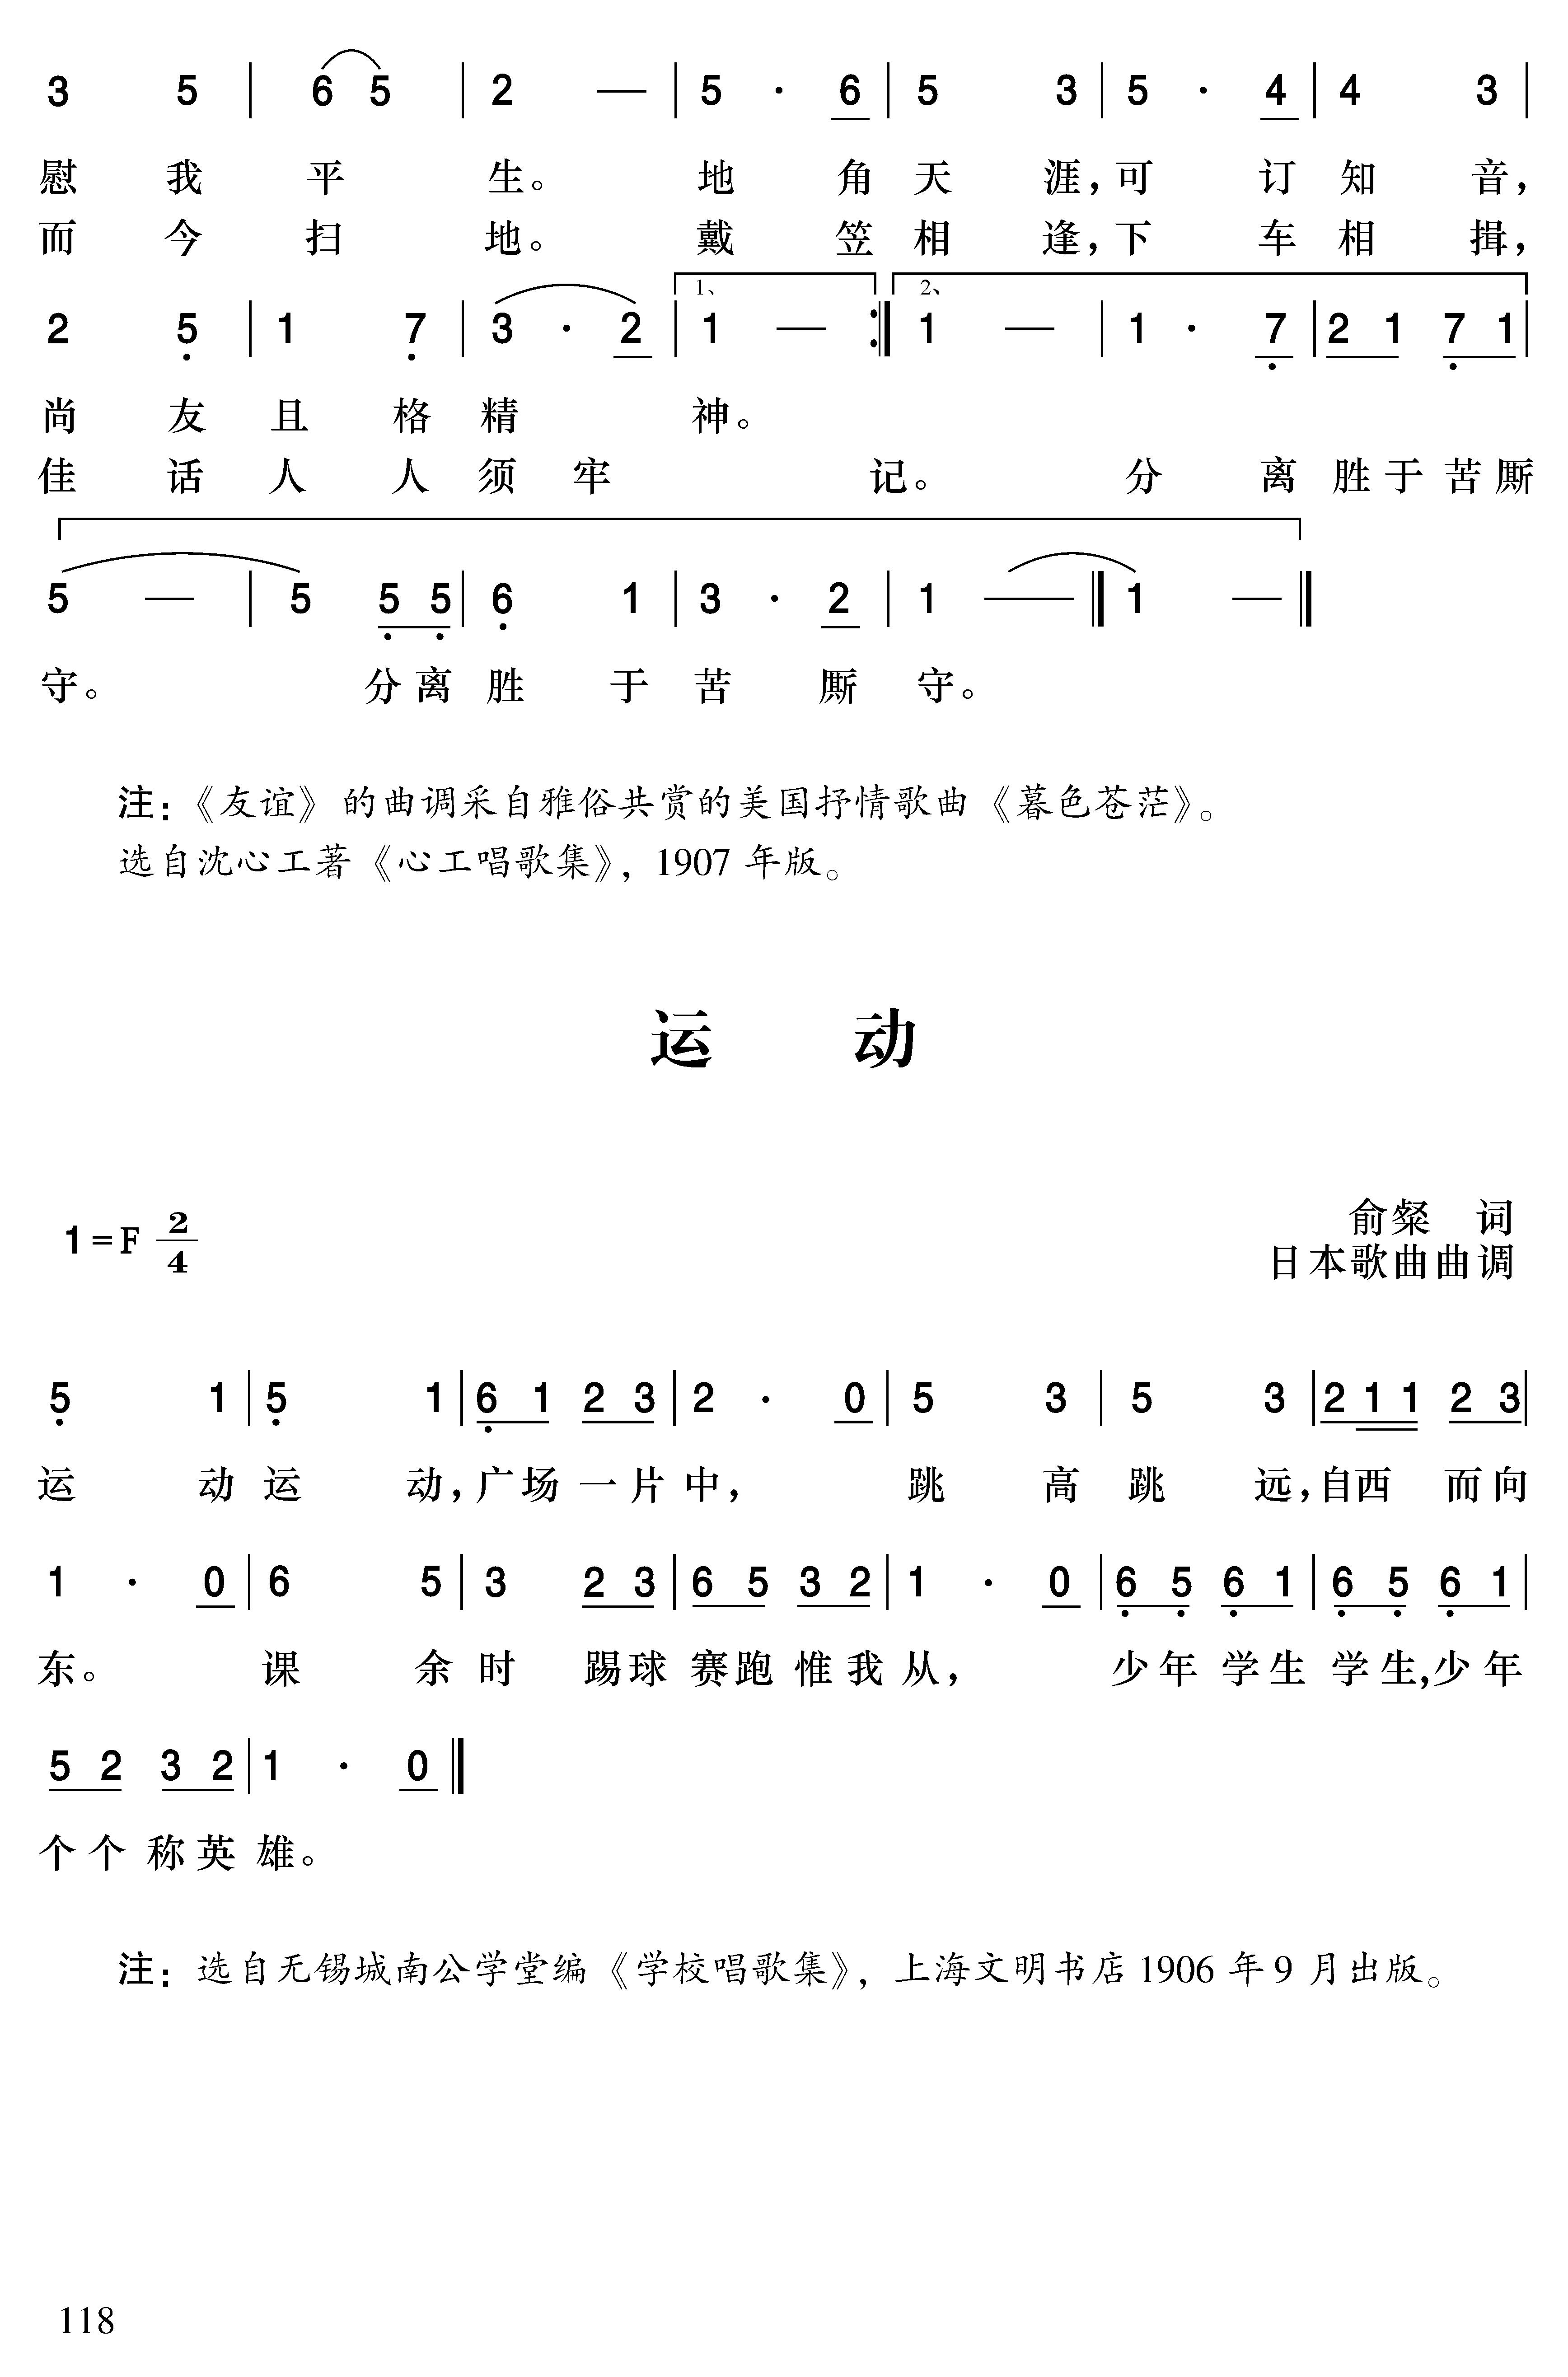 3 5 | 6 5 | 2 — | 5 · 6 | 5 3 | 5 · 4 | 4 3 |
慰 我 平 生。 地 角 天 涯，可 订 知 音，
而 今 扫 地。 戴 笠 相 逢，下 车 相 揖，
1、 2、
2 5 | 1 7 | 3 · 2 | 1 — :| 1 — | 1 · 7 | 2 1 7 1 |
尚 友 且 格 精 神。
佳 话 人 人 须 牢 记。 分 离 胜 于 苦 厮
5 — | 5 5 5 | 6 1 | 3 · 2 | 1 — || 1 — ||
守。 分 离 胜 于 苦 厮 守。
注：《友谊》的曲调采自雅俗共赏的美国抒情歌曲《暮色苍茫》。
选自沈心工著《心工唱歌集》，1907 年版。
运 动
俞粲 词
1=F 2/4
日本歌曲曲调
5 1 | 5 1 | 6 1 2 3 | 2 · 0 | 5 3 | 5 3 | 2 1 1 2 3 |
运 动 运 动，广 场 一 片 中， 跳 高 跳 远，自 西 而 向
1 · 0 | 6 5 | 3 2 3 | 6 5 3 2 | 1 · 0 | 6 5 6 1 | 6 5 6 1 |
东。 课 余 时 踢 球 赛 跑 惟 我 从， 少 年 学 生 学 生，少 年
5 2 3 2 | 1 · 0 ||
个 个 称 英 雄。
注：选自无锡城南公学堂编《学校唱歌集》，上海文明书店 1906 年 9 月出版。
118